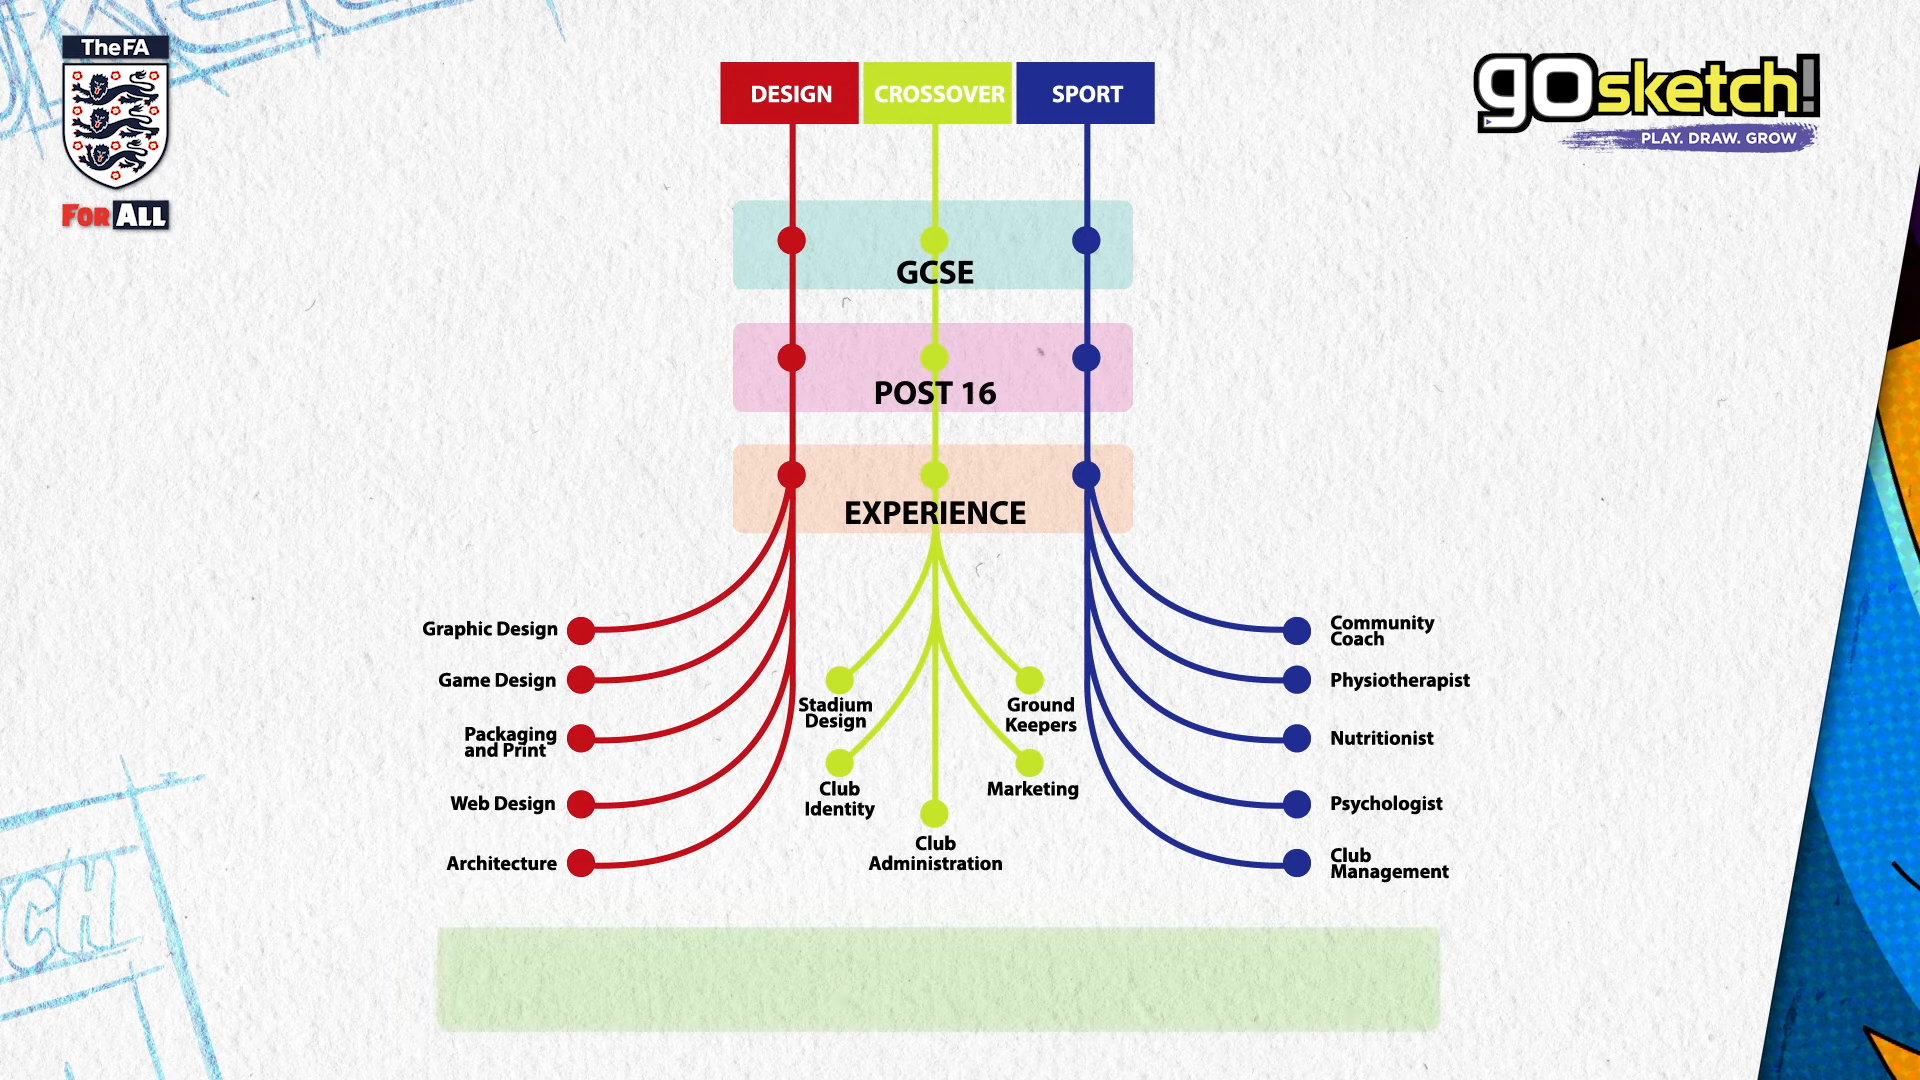 TheFA
FOR ALL
gosketch!
PLAY. DRAW. GROW
DESIGN
CROSSOVER
SPORT
GCSE
POST 16
EXPERIENCE
Graphic Design
Game Design
Packaging
and Print
Web Design
Architecture
Stadium
Design
Club
Identity
Club
Administration
Ground
Keepers
Marketing
Community
Coach
Physiotherapist
Nutritionist
Psychologist
Club
Management
CH